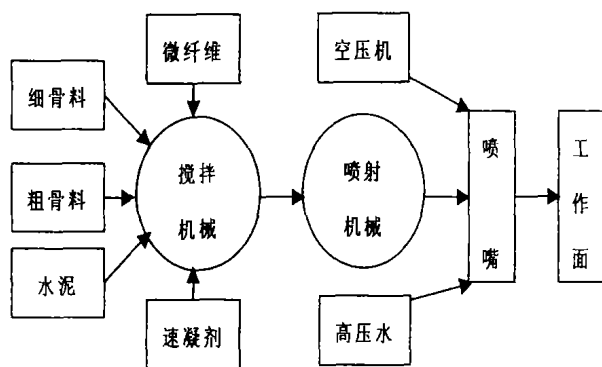 微纤维
空压机
细骨料
粗骨料
水泥
搅拌
机械
喷射
机械
喷嘴
工作面
速凝剂
高压水